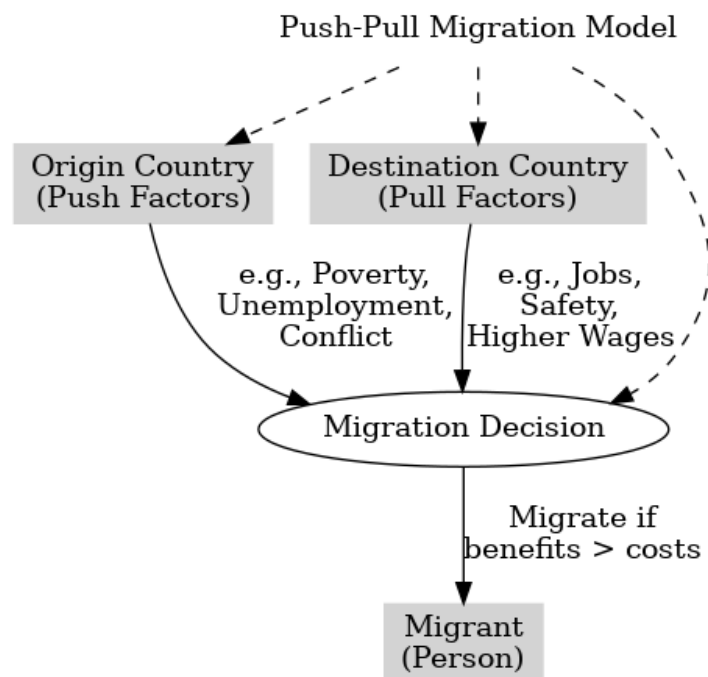 Push-Pull Migration Model
Origin Country
(Push Factors)
Destination Country
(Pull Factors)
e.g., Poverty,
Unemployment,
Conflict
e.g., Jobs,
Safety,
Higher Wages
Migration Decision
Migrate if
benefits > costs
Migrant
(Person)